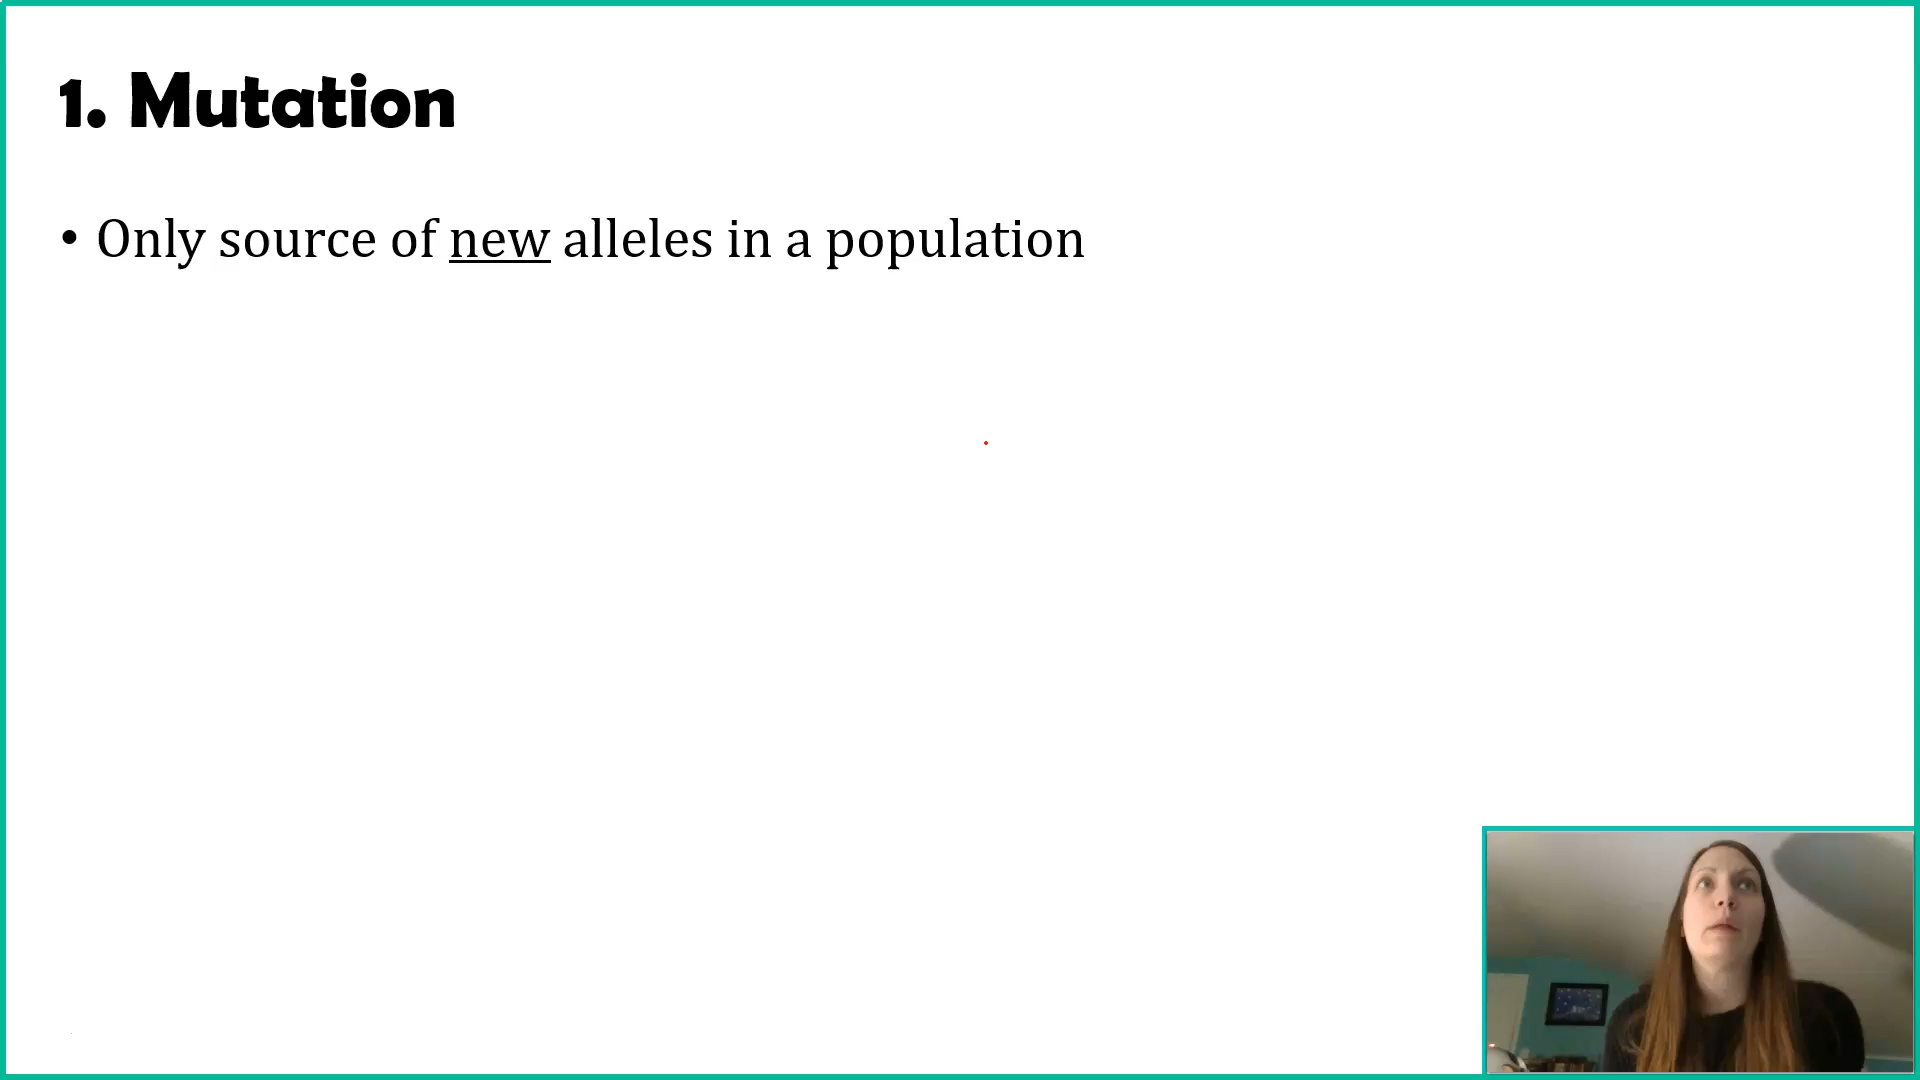 1. Mutation
• Only source of new alleles in a population